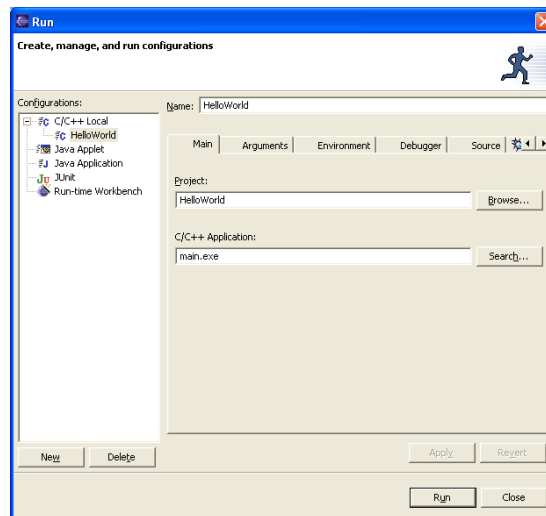 Run
Create, manage, and run configurations
Configurations:
Name: HelloWorld
C/C++ Local
HelloWorld
Java Applet
Java Application
JUnit
Run-time Workbench
Main Arguments Environment Debugger Source
Project:
HelloWorld Browse...
C/C++ Application:
main.exe Search...
New Delete Apply Revert
Run Close